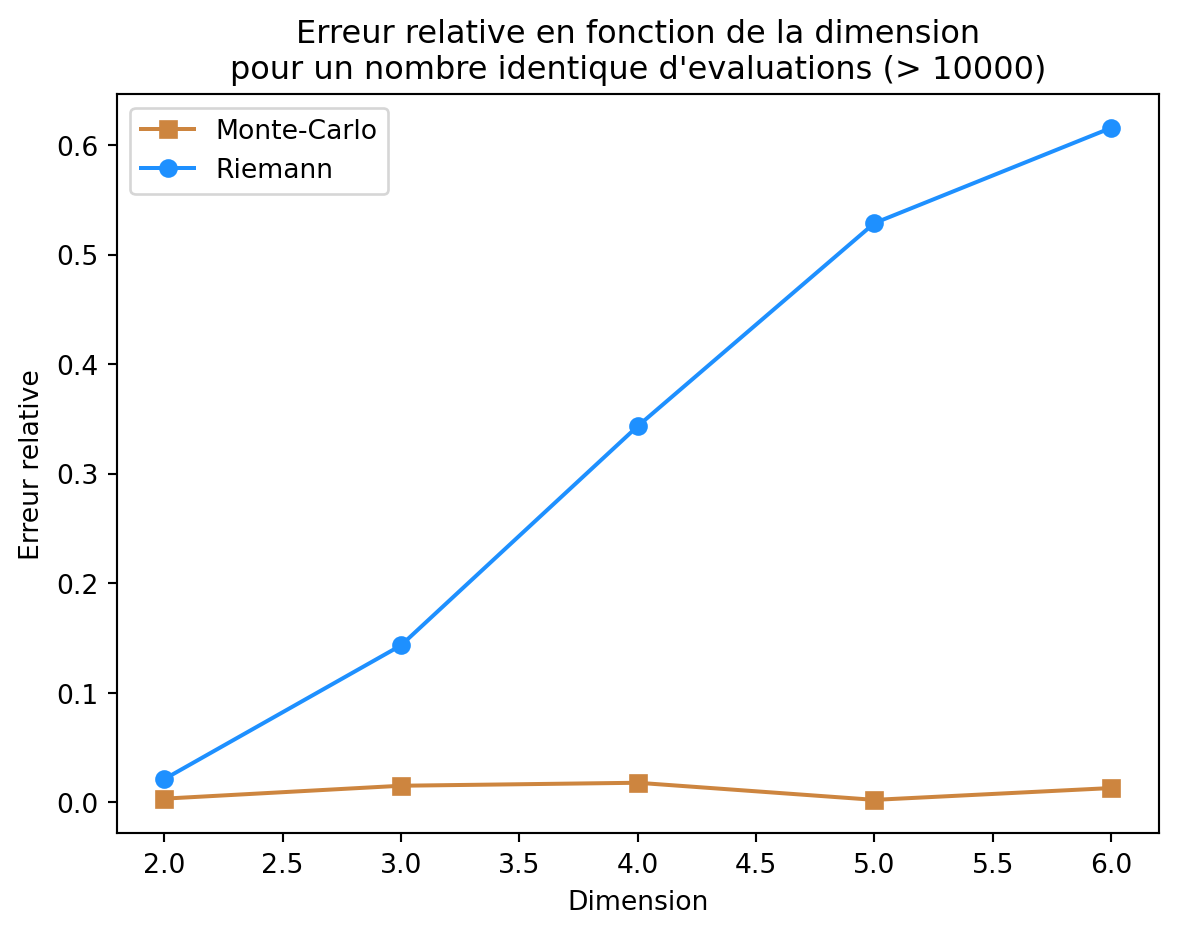 Erreur relative en fonction de la dimension
pour un nombre identique d'evaluations (> 10000)
Monte-Carlo
Riemann
Erreur relative
0.6
0.5
0.4
0.3
0.2
0.1
0.0
2.0 2.5 3.0 3.5 4.0 4.5 5.0 5.5 6.0
Dimension